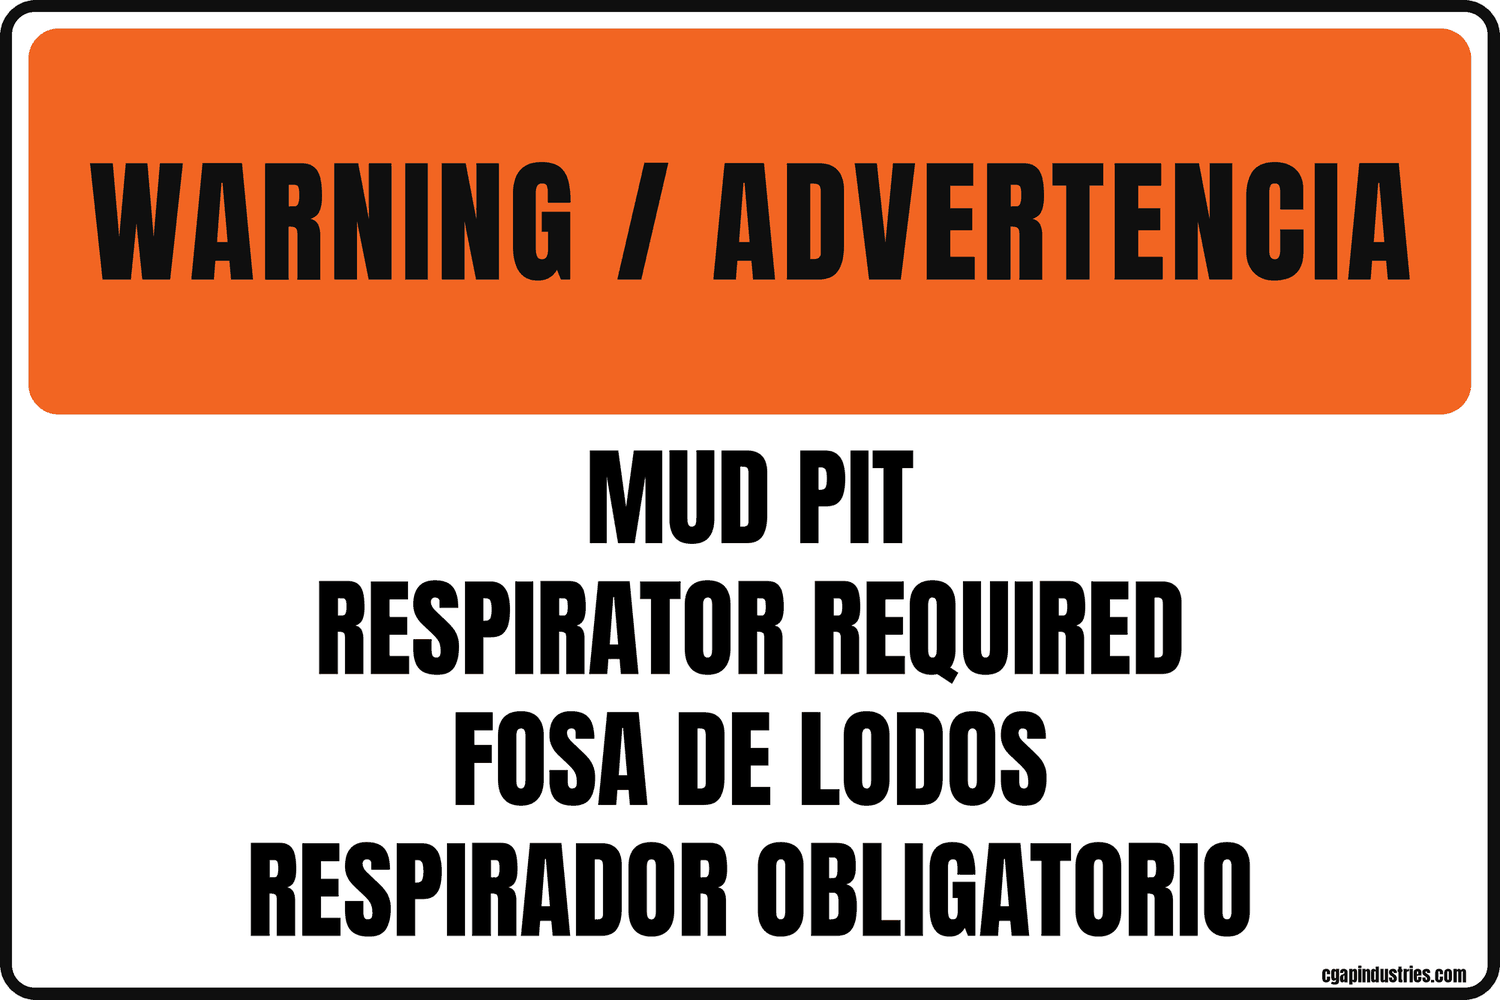 WARNING / ADVERTENCIA
MUD PIT
RESPIRATOR REQUIRED
FOSA DE LODOS
RESPIRADOR OBLIGATORIO
cgapindustries.com